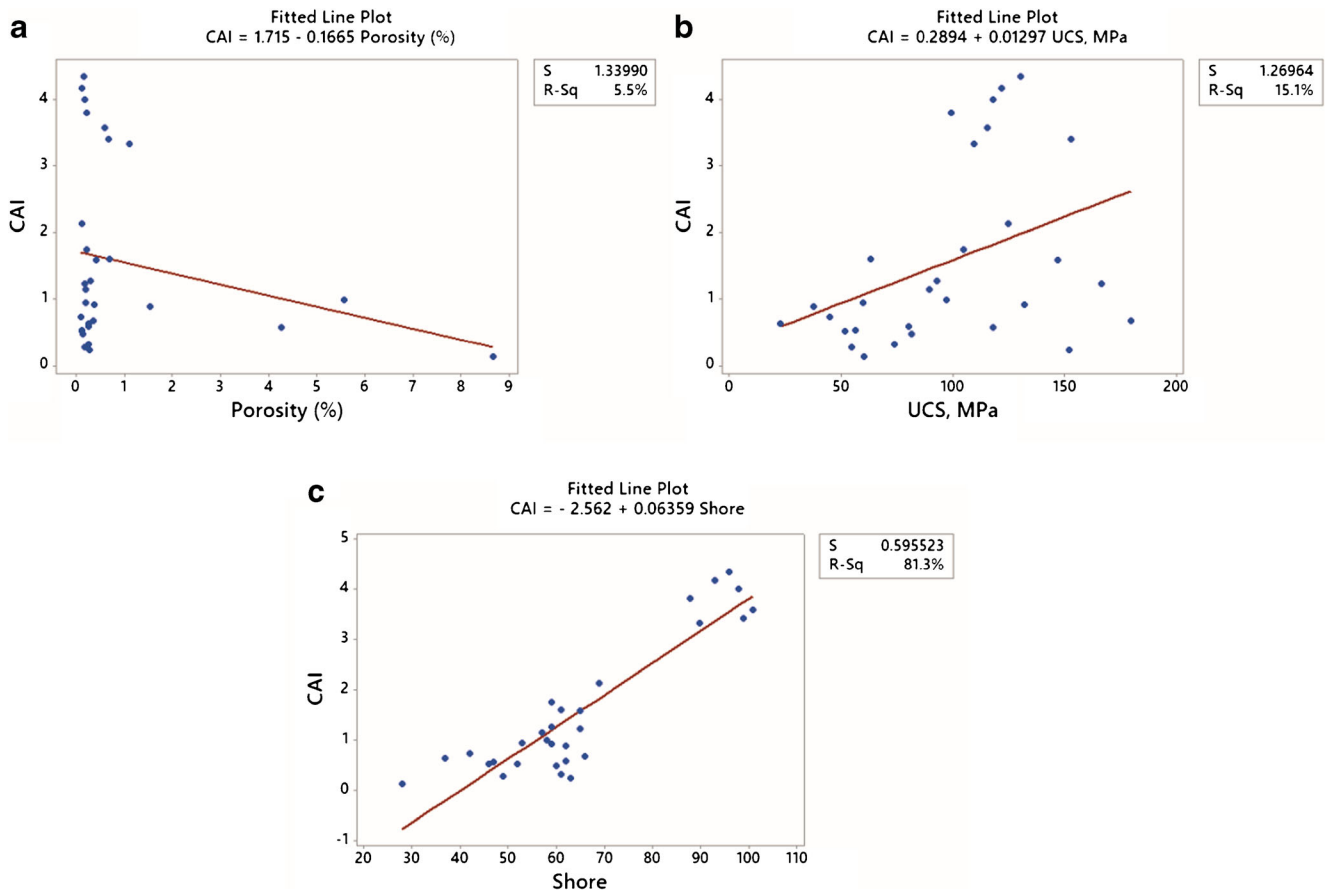 a
Fitted Line Plot
CAI = 1.715 - 0.1665 Porosity (%)
S 1.33990
R-Sq 5.5%
4
3
2
1
0
CAI
0 1 2 3 4 5 6 7 8 9
Porosity (%)
b
Fitted Line Plot
CAI = 0.2894 + 0.01297 UCS, MPa
S 1.26964
R-Sq 15.1%
4
3
2
1
0
CAI
0 50 100 150 200
UCS, MPa
c
Fitted Line Plot
CAI = - 2.562 + 0.06359 Shore
S 0.595523
R-Sq 81.3%
5
4
3
2
1
0
-1
CAI
20 30 40 50 60 70 80 90 100 110
Shore